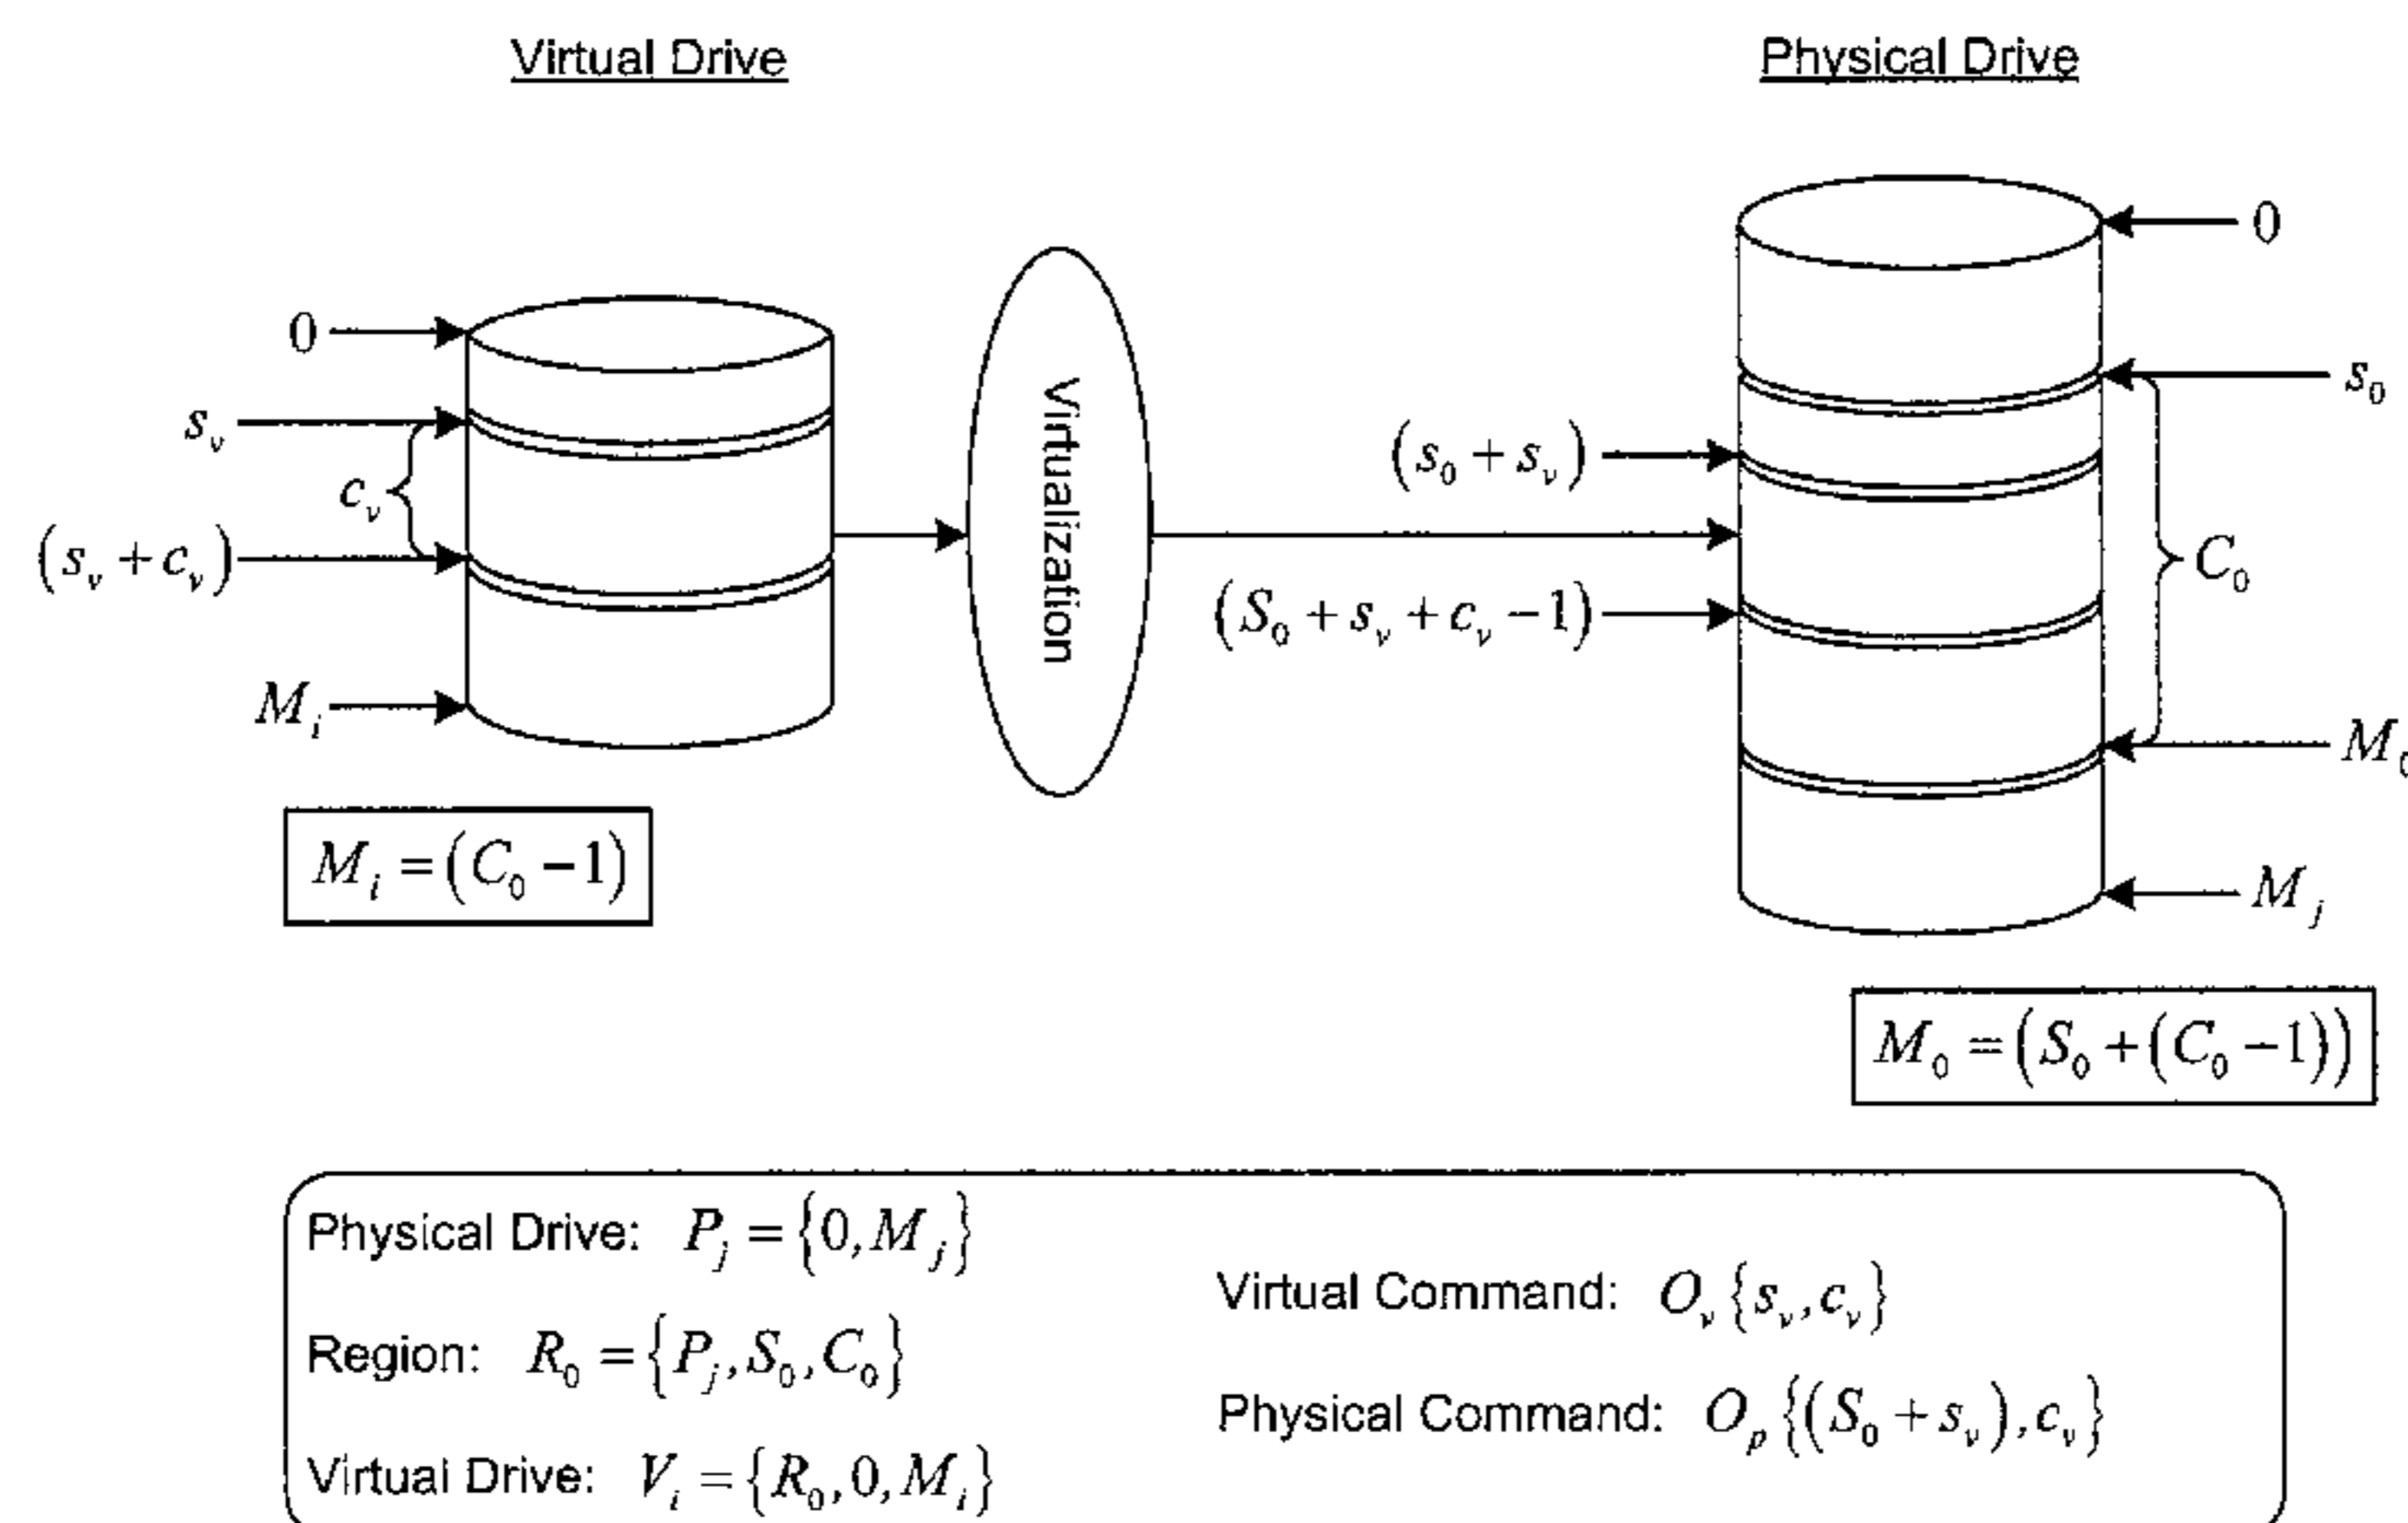 Virtual Drive
Physical Drive
0
s_v
c_v
(s_v + c_v)
M_i
M_i = (C_0 − 1)
Virtualization
0
s_0
(s_0 + s_v)
C_0
(S_0 + s_v + c_v − 1)
M_0
M_j
M_0 = (S_0 + (C_0 − 1))
Physical Drive: P_j = {0, M_j}
Region: R_0 = {P_j, S_0, C_0}
Virtual Drive: V_i = {R_0, 0, M_i}
Virtual Command: O_v {s_v, c_v}
Physical Command: O_p {(S_0 + s_v), c_v}